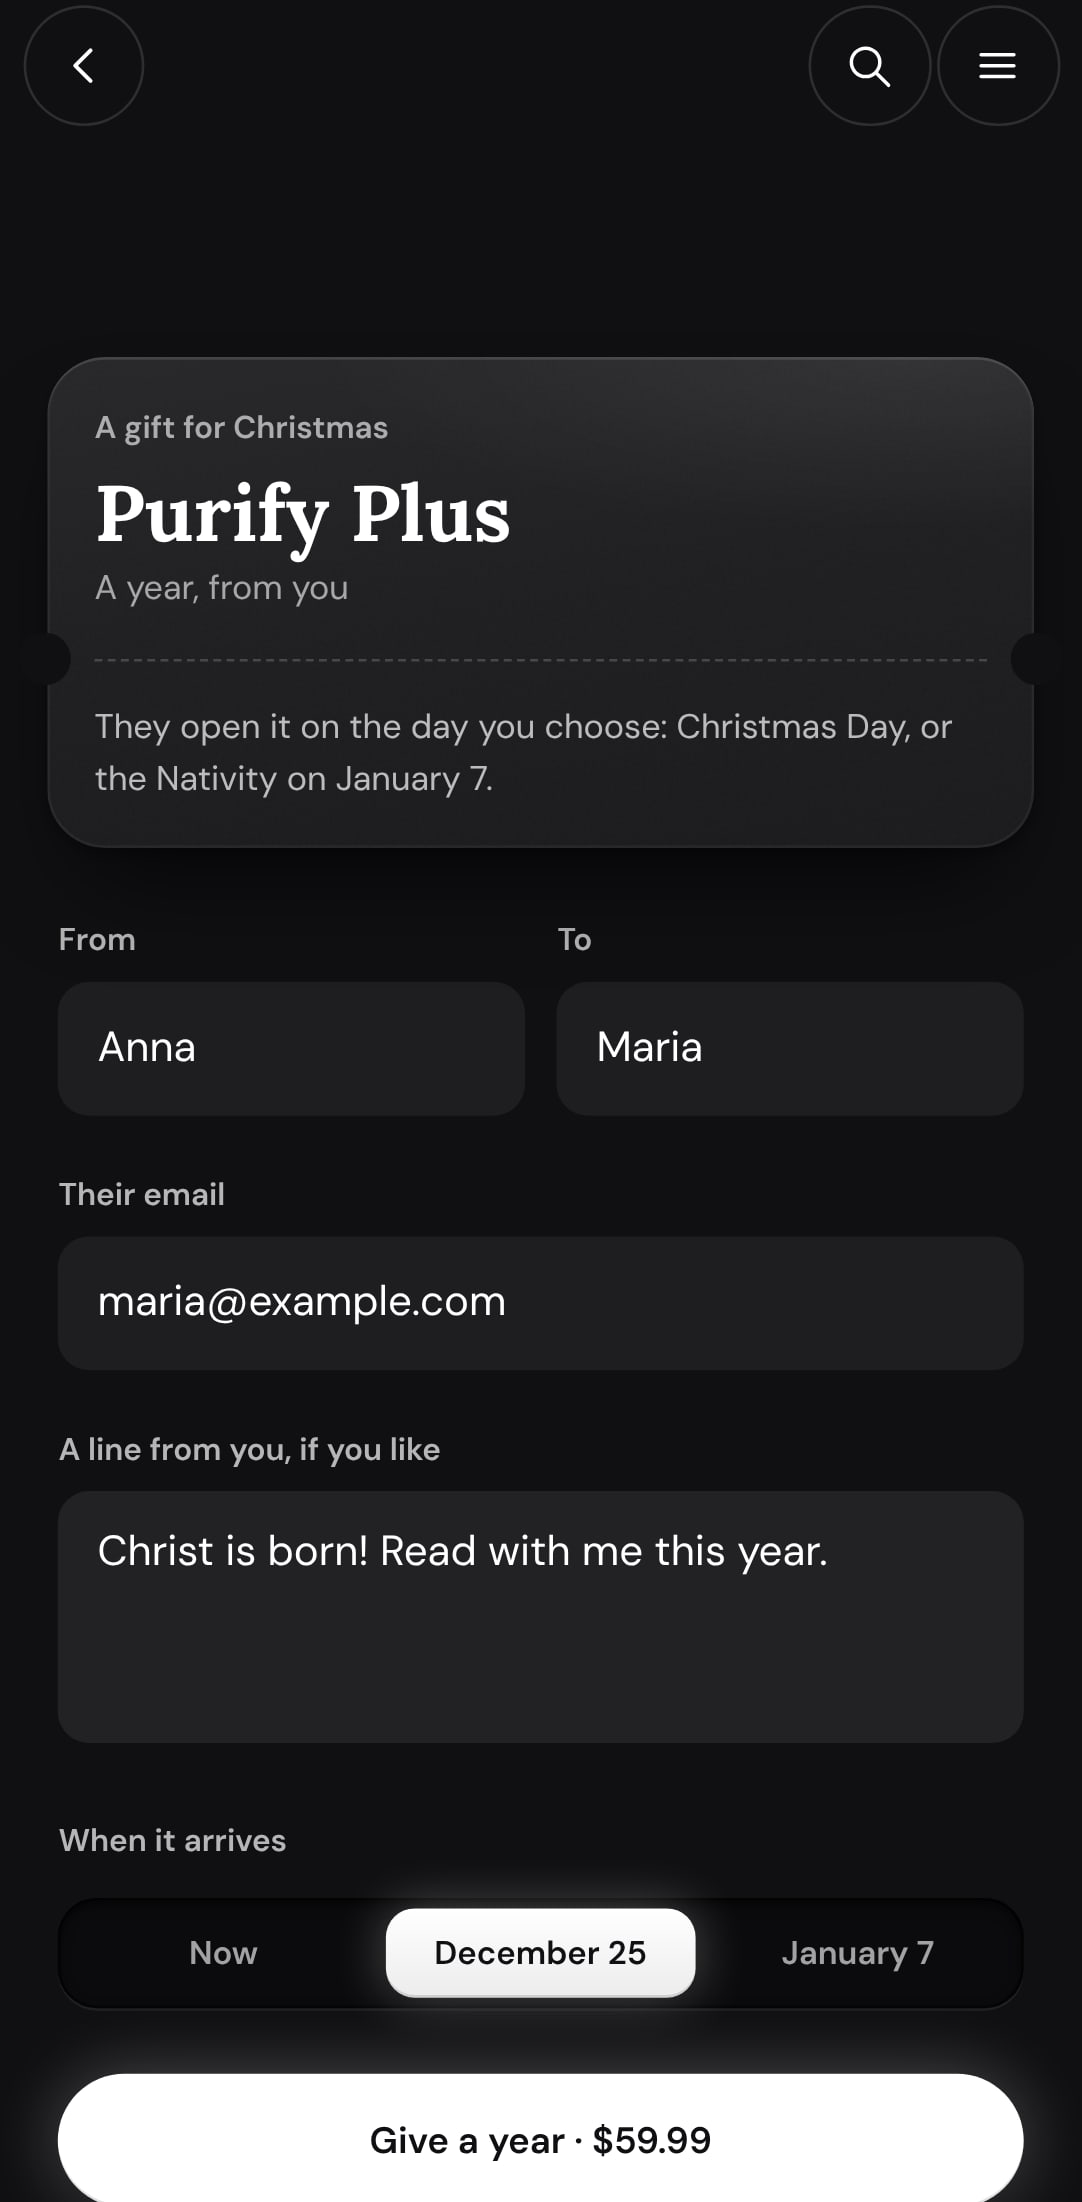 A gift for Christmas
Purify Plus
A year, from you
They open it on the day you choose: Christmas Day, or
the Nativity on January 7.
From
To
Anna
Maria
Their email
maria@example.com
A line from you, if you like
Christ is born! Read with me this year.
When it arrives
Now
December 25
January 7
Give a year · $59.99